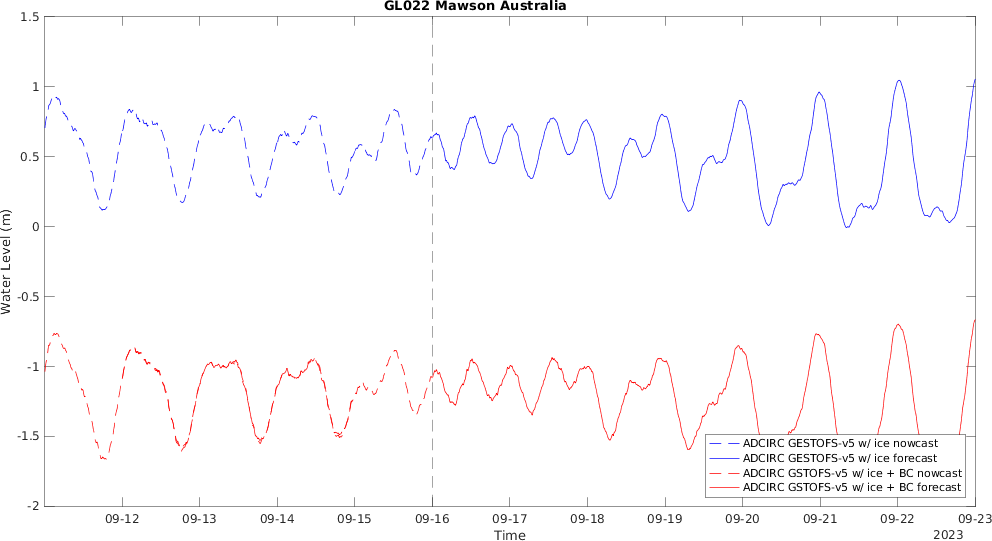 GL022 Mawson Australia
1.5
1
0.5
0
-0.5
-1
-1.5
-2
Water Level (m)
ADCIRC GESTOFS-v5 w/ ice nowcast
ADCIRC GESTOFS-v5 w/ ice forecast
ADCIRC GSTOFS-v5 w/ ice + BC nowcast
ADCIRC GSTOFS-v5 w/ ice + BC forecast
09-12 09-13 09-14 09-15 09-16 09-17 09-18 09-19 09-20 09-21 09-22 09-23
Time
2023